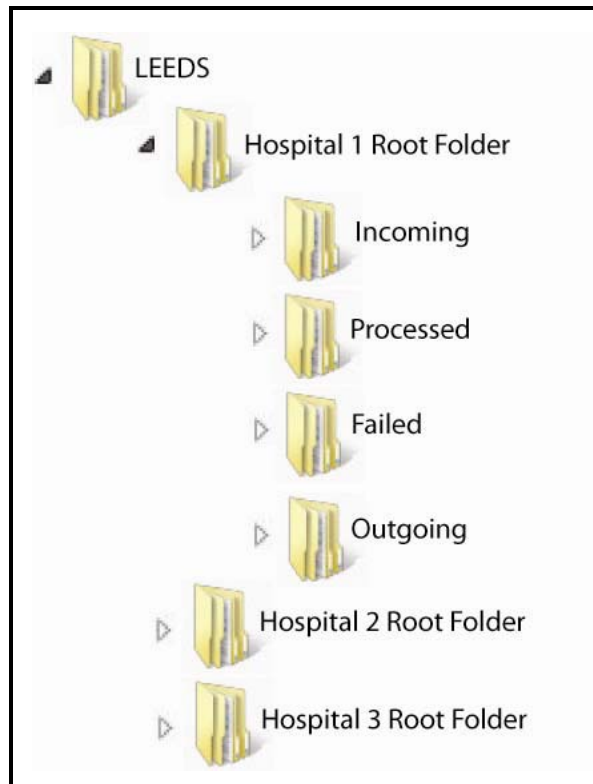 LEEDS
Hospital 1 Root Folder
Incoming
Processed
Failed
Outgoing
Hospital 2 Root Folder
Hospital 3 Root Folder